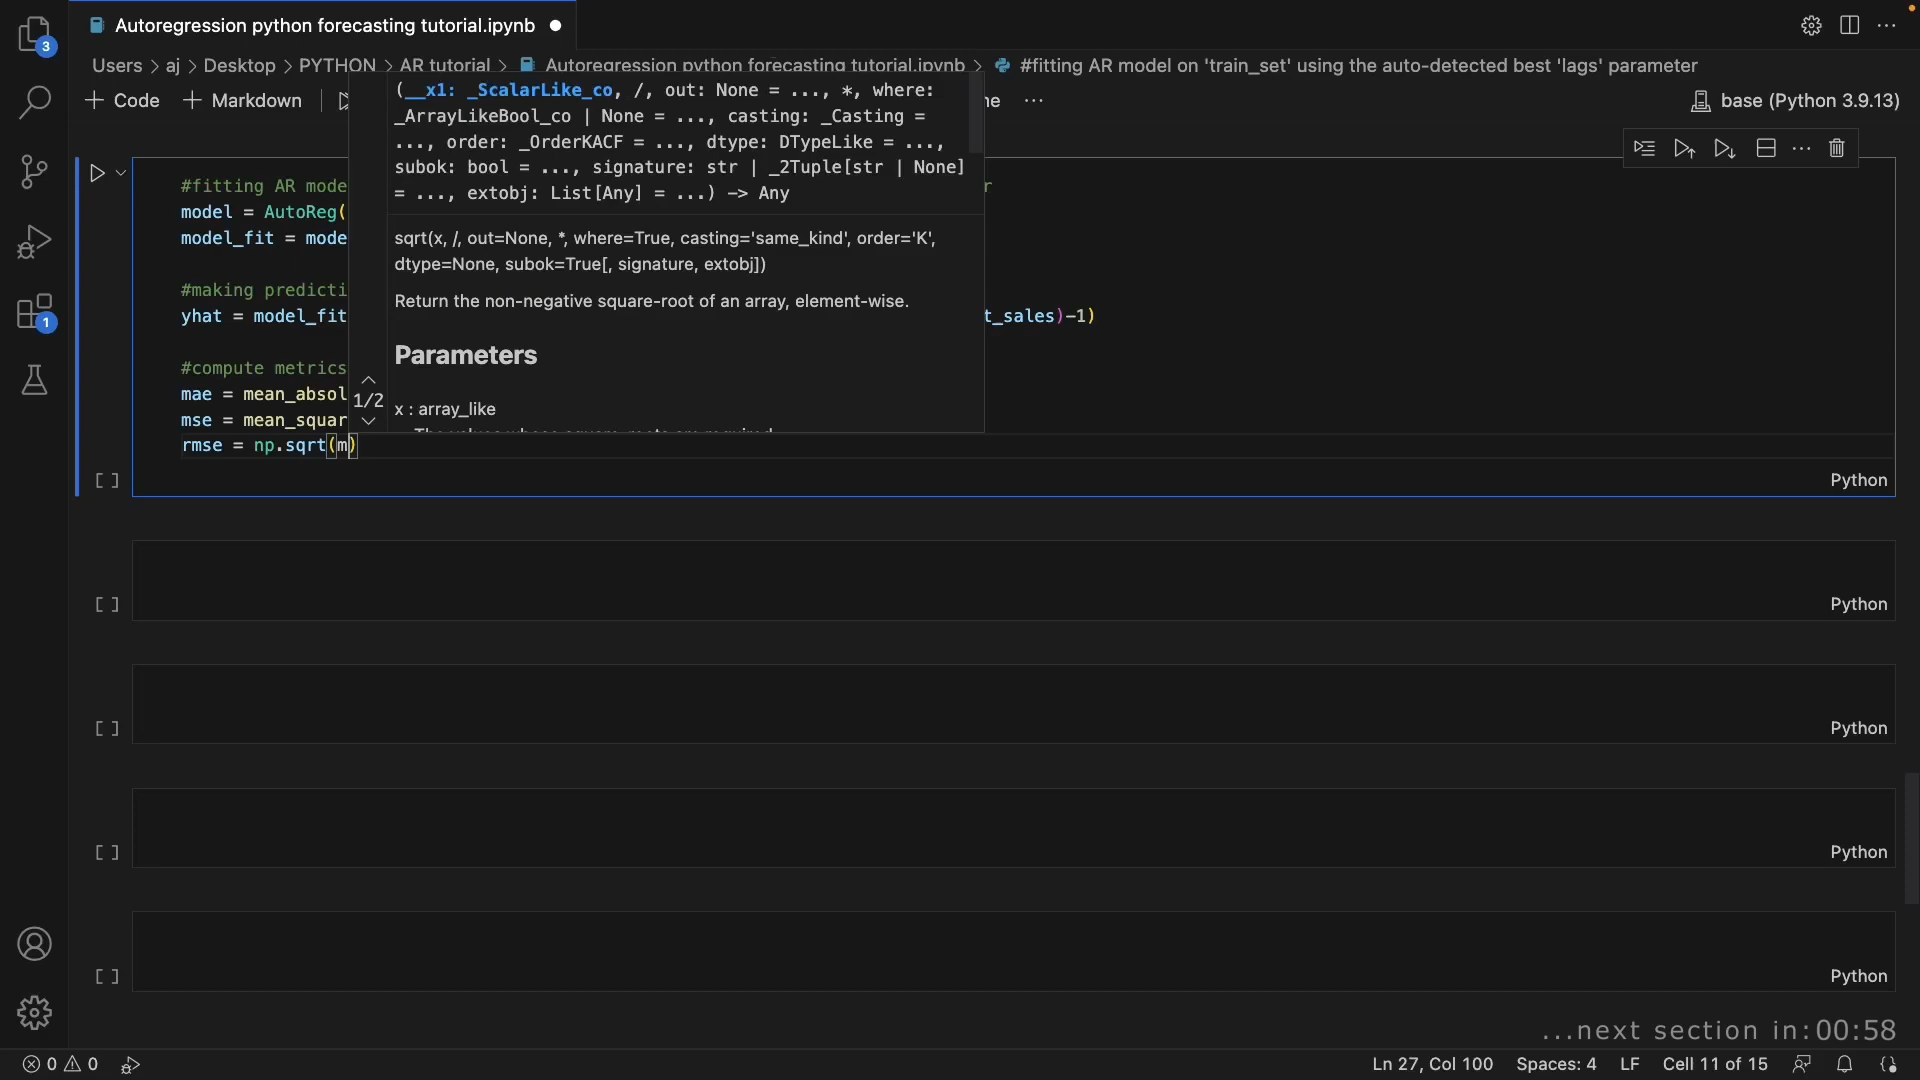 Autoregression python forecasting tutorial.ipynb
3
Users > aj > Desktop > PYTHON > AR tutorial > Autoregression python forecasting tutorial.ipynb > #fitting AR model on 'train_set' using the auto-detected best 'lags' parameter
+ Code + Markdown
base (Python 3.9.13)
(__x1: _ScalarLike_co, /, out: None = ..., *, where:
_ArrayLikeBool_co | None = ..., casting: _Casting =
..., order: _OrderKACF = ..., dtype: DTypeLike = ...,
subok: bool = ..., signature: str | _2Tuple[str | None]
= ..., extobj: List[Any] = ...) -> Any
sqrt(x, /, out=None, *, where=True, casting='same_kind', order='K',
dtype=None, subok=True[, signature, extobj])
Return the non-negative square-root of an array, element-wise.
Parameters
x : array_like
1/2
#fitting AR mode
model = AutoReg(
model_fit = mode
#making predicti
yhat = model_fit t_sales)-1)
#compute metrics
mae = mean_absol
mse = mean_squar
rmse = np.sqrt(m)
[ ] Python
1
[ ] Python
[ ] Python
[ ] Python
[ ] Python
...next section in:00:58
0 0
Ln 27, Col 100 Spaces: 4 LF Cell 11 of 15